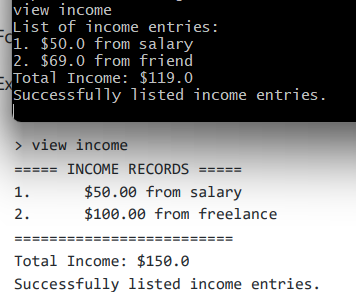 view income
List of income entries:
1. $50.0 from salary
2. $69.0 from friend
Total Income: $119.0
Successfully listed income entries.
> view income
===== INCOME RECORDS =====
1. $50.00 from salary
2. $100.00 from freelance
=========================
Total Income: $150.0
Successfully listed income entries.